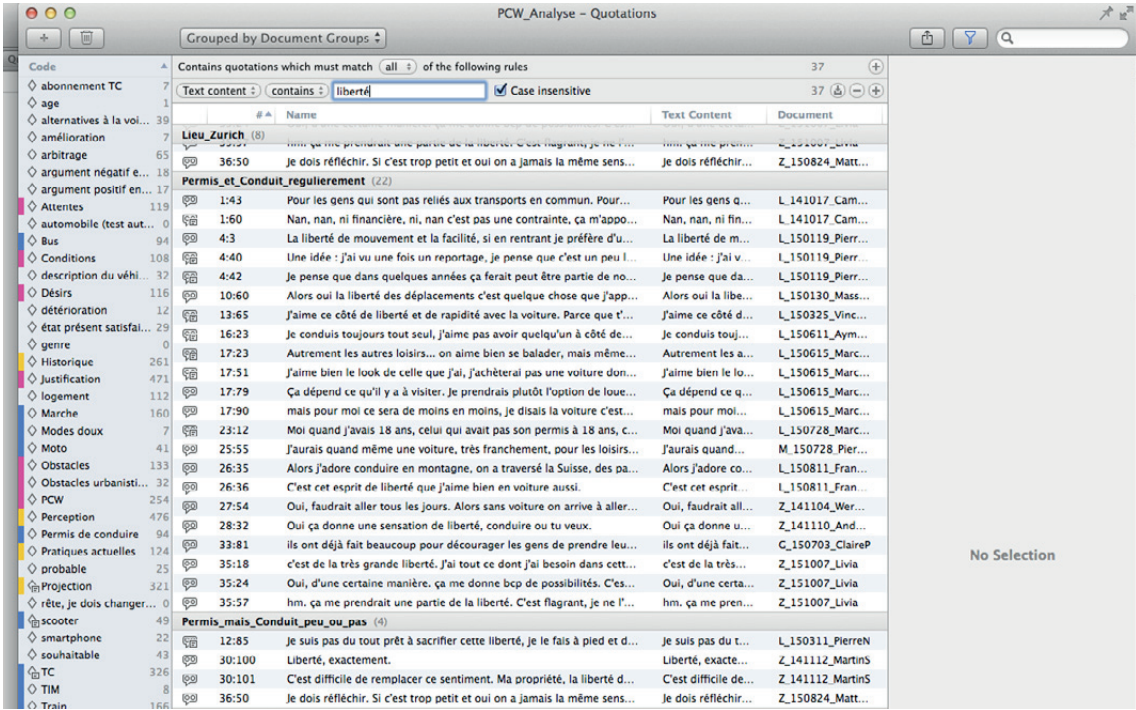 PCW_Analyse – Quotations
Grouped by Document Groups
Code
abonnement TC 7
age 1
alternatives à la voi... 39
amélioration 7
arbitrage 65
argument négatif e... 18
argument positif en... 17
Attentes 119
automobile (test aut... 0
Bus 94
Conditions 108
description du véhi... 32
Désirs 116
détérioration 12
état présent satisfai... 29
genre 0
Historique 261
Justification 471
logement 112
Marche 160
Modes doux 7
Moto 41
Obstacles 133
Obstacles urbanisti... 32
PCW 254
Perception 476
Permis de conduire 94
Pratiques actuelles 124
probable 25
Projection 321
rête, je dois changer... 0
scooter 49
smartphone 22
souhaitable 43
TC 326
TIM 8
Train 166
Contains quotations which must match all of the following rules 37
Text content contains liberté Case insensitive 37
# Name Text Content Document
Lieu_Zurich (8)
36:50 Je dois réfléchir. Si c'est trop petit et oui on a jamais la même sens... Je dois réfléchir... Z_150824_Matt...
Permis_et_Conduit_regulierement (22)
1:43 Pour les gens qui sont pas reliés aux transports en commun. Pour... Pour les gens q... L_141017_Cam...
1:60 Nan, nan, ni financière, ni, nan c'est pas une contrainte, ça m'appo... Nan, nan, ni fin... L_141017_Cam...
4:3 La liberté de mouvement et la facilité, si en rentrant je préfère d'u... La liberté de m... L_150119_Pierr...
4:40 Une idée : j'ai vu une fois un reportage, je pense que c'est un peu l... Une idée : j'ai v... L_150119_Pierr...
4:42 Je pense que dans quelques années ça ferait peut être partie de no... Je pense que da... L_150119_Pierr...
10:60 Alors oui la liberté des déplacements c'est quelque chose que j'app... Alors oui la libe... L_150130_Mass...
13:65 J'aime ce côté de liberté et de rapidité avec la voiture. Parce que t'... J'aime ce côté d... L_150325_Vinc...
16:23 Je conduis toujours tout seul, j'aime pas avoir quelqu'un à côté de... Je conduis touj... L_150611_Aym...
17:23 Autrement les autres loisirs... on aime bien se balader, mais même... Autrement les a... L_150615_Marc...
17:51 J'aime bien le look de celle que j'ai, j'achèterai pas une voiture don... J'aime bien le lo... L_150615_Marc...
17:79 Ça dépend ce qu'il y a à visiter. Je prendrais plutôt l'option de loue... Ça dépend ce q... L_150615_Marc...
17:90 mais pour moi ce sera de moins en moins, je disais la voiture c'est... mais pour moi... L_150615_Marc...
23:12 Moi quand j'avais 18 ans, celui qui avait pas son permis à 18 ans, c... Moi quand j'ava... L_150728_Marc...
25:55 J'aurais quand même une voiture, très franchement, pour les loisirs... J'aurais quand... M_150728_Pier...
26:35 Alors j'adore conduire en montagne, on a traversé la Suisse, des pa... Alors j'adore co... L_150811_Fran...
26:36 C'est cet esprit de liberté que j'aime bien en voiture aussi. C'est cet esprit... L_150811_Fran...
27:54 Oui, faudrait aller tous les jours. Alors sans voiture on arrive à aller... Oui, faudrait all... Z_141104_Wer...
28:32 Oui ça donne une sensation de liberté, conduire ou tu veux. Oui ça donne u... Z_141110_And...
33:81 ils ont déjà fait beaucoup pour décourager les gens de prendre leu... ils ont déjà fait... G_150703_ClaireP
35:18 c'est de la très grande liberté. J'ai tout ce dont j'ai besoin dans cett... c'est de la très... Z_151007_Livia
35:24 Oui, d'une certaine manière. ça me donne bcp de possibilités. C'es... Oui, d'une certa... Z_151007_Livia
35:57 hm. ça me prendrait une partie de la liberté. C'est flagrant, je ne l'... hm. ça me pren... Z_151007_Livia
Permis_mais_Conduit_peu_ou_pas (4)
12:85 Je suis pas du tout prêt à sacrifier cette liberté, je le fais à pied et d... Je suis pas du t... L_150311_PierreN
30:100 Liberté, exactement. Liberté, exacte... Z_141112_MartinS
30:101 C'est difficile de remplacer ce sentiment. Ma propriété, la liberté d... C'est difficile de... Z_141112_MartinS
36:50 Je dois réfléchir. Si c'est trop petit et oui on a jamais la même sens... Je dois réfléchir... Z_150824_Matt...
No Selection